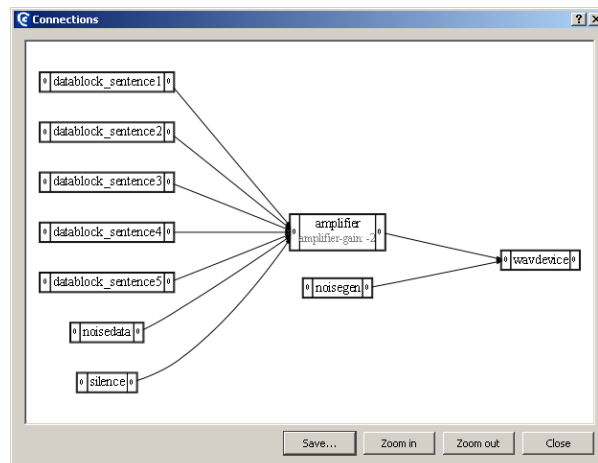 Connections
datablock_sentence1
datablock_sentence2
datablock_sentence3
datablock_sentence4
datablock_sentence5
noisedata
silence
amplifier
amplifier-gain: -2
noisegen
wavdevice
Save...
Zoom in
Zoom out
Close